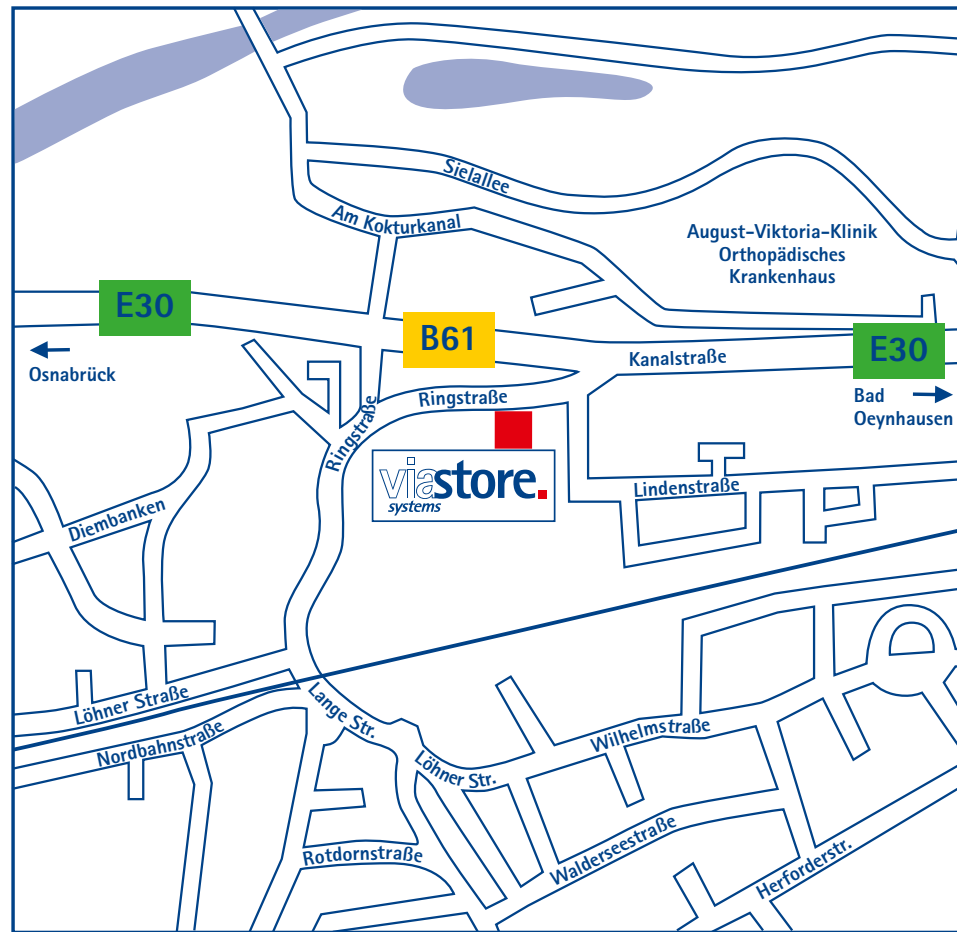 Sielallee
Am Kokturkanal
August-Viktoria-Klinik
Orthopädisches
Krankenhaus
E30
B61
E30
Kanalstraße
Osnabrück
Bad
Oeynhausen
Ringstraße
Ringstraße
viastore.
systems
Lindenstraße
Diembanken
Löhner Straße
Lange Str.
Nordbahnstraße
Wilhelmstraße
Löhner Str.
Rotdornstraße
Walderseestraße
Herforderstr.